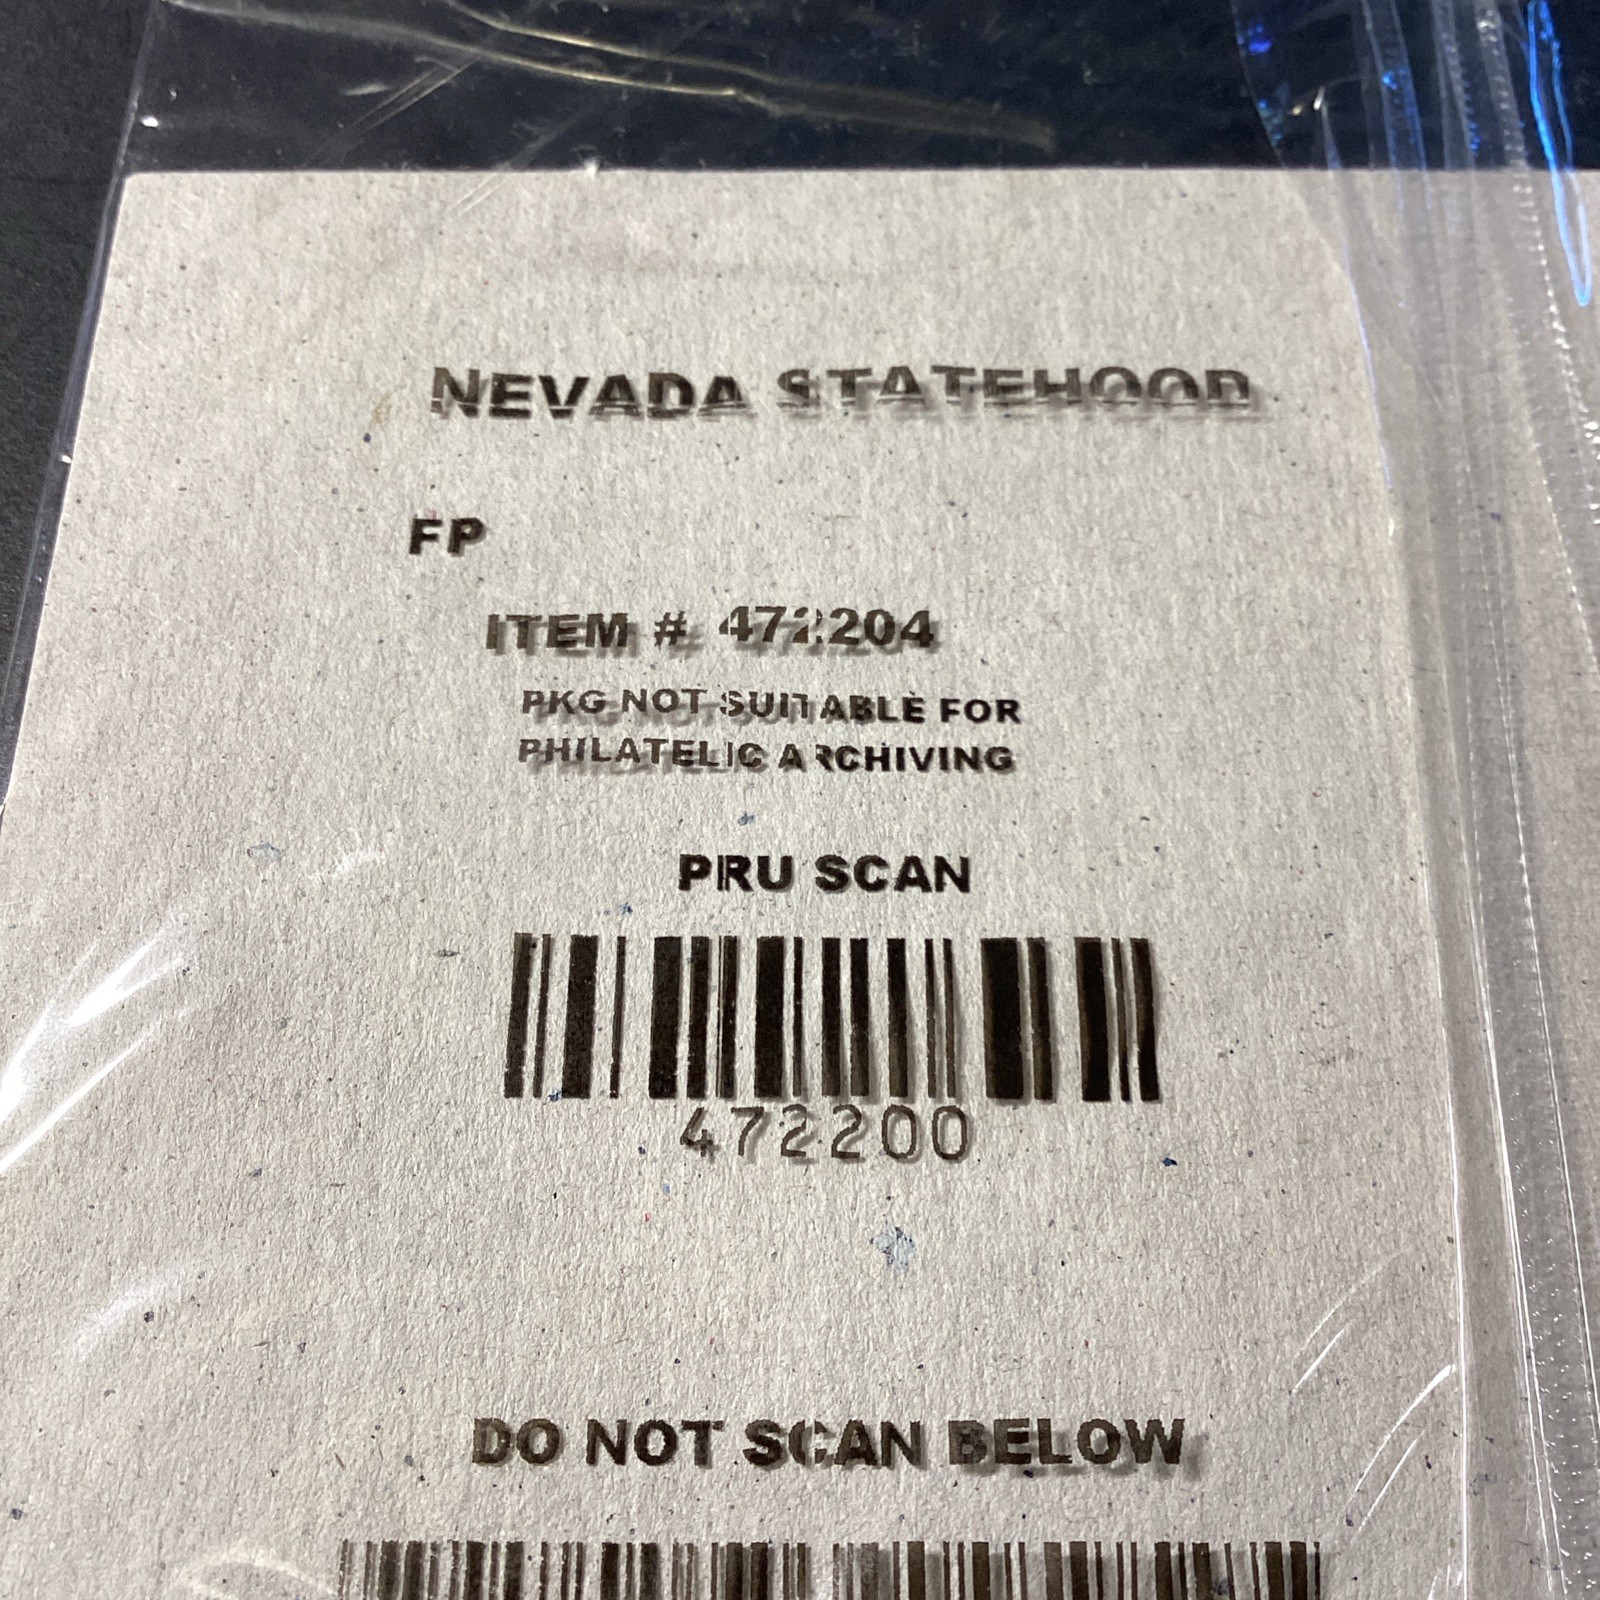 NEVADA STATEHOOD
FP
ITEM # 472204
PKG NOT SUITABLE FOR
PHILATELIC ARCHIVING
PRU SCAN
472200
DO NOT SCAN BELOW